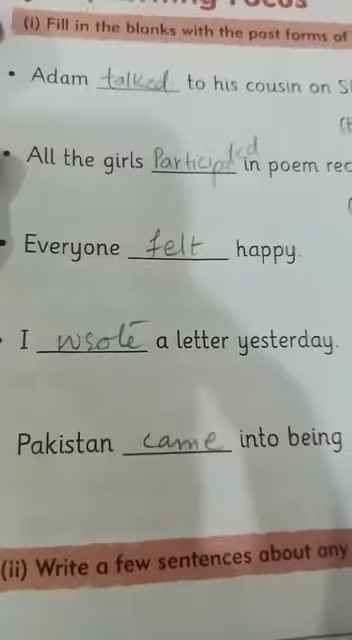 Focus
(i) Fill in the blanks with the past forms of
• Adam talked to his cousin on
• All the girls Participated in poem
Everyone felt happy.
I wrote a letter yesterday.
Pakistan came into being
(ii) Write a few sentences about any